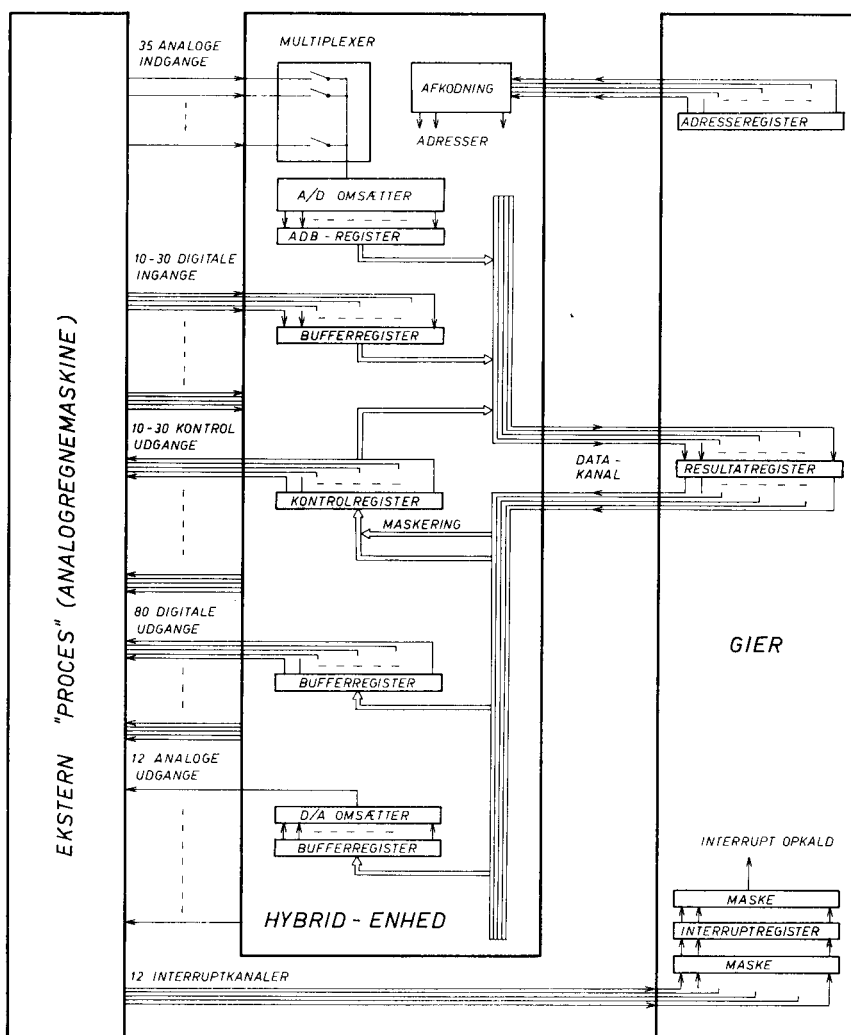 35 ANALOGE
INDGANGE
MULTIPLEXER
AFKODNING
ADRESSER
ADRESSEREGISTER
A/D OMSÆTTER
ADB-REGISTER
10-30 DIGITALE
INGANGE
BUFFERREGISTER
10-30 KONTROL
UDGANGE
KONTROLREGISTER
MASKERING
DATA-
KANAL
RESULTATREGISTER
80 DIGITALE
UDGANGE
BUFFERREGISTER
GIER
12 ANALOGE
UDGANGE
D/A OMSÆTTER
BUFFERREGISTER
HYBRID-ENHED
EKSTERN "PROCES" (ANALOGREGNEMASKINE)
INTERRUPT OPKALD
MASKE
INTERRUPTREGISTER
MASKE
12 INTERRUPTKANALER